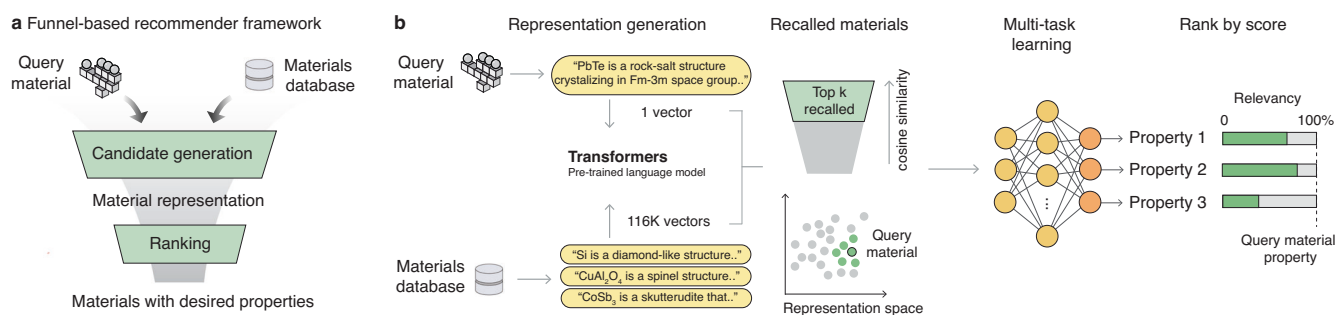 a Funnel-based recommender framework
Query
material
Materials
database
Candidate generation
Material representation
Ranking
Materials with desired properties
b
Representation generation
Query
material
“PbTe is a rock-salt structure
crystalizing in Fm-3m space group..”
1 vector
Transformers
Pre-trained language model
116K vectors
Materials
database
“Si is a diamond-like structure..”
“CuAl₂O₄ is a spinel structure..”
“CoSb₃ is a skutterudite that..”
Recalled materials
Top k
recalled
cosine similarity
Query
material
Representation space
Multi-task
learning
Property 1
Property 2
Property 3
Rank by score
Relevancy
0 100%
Query material
property